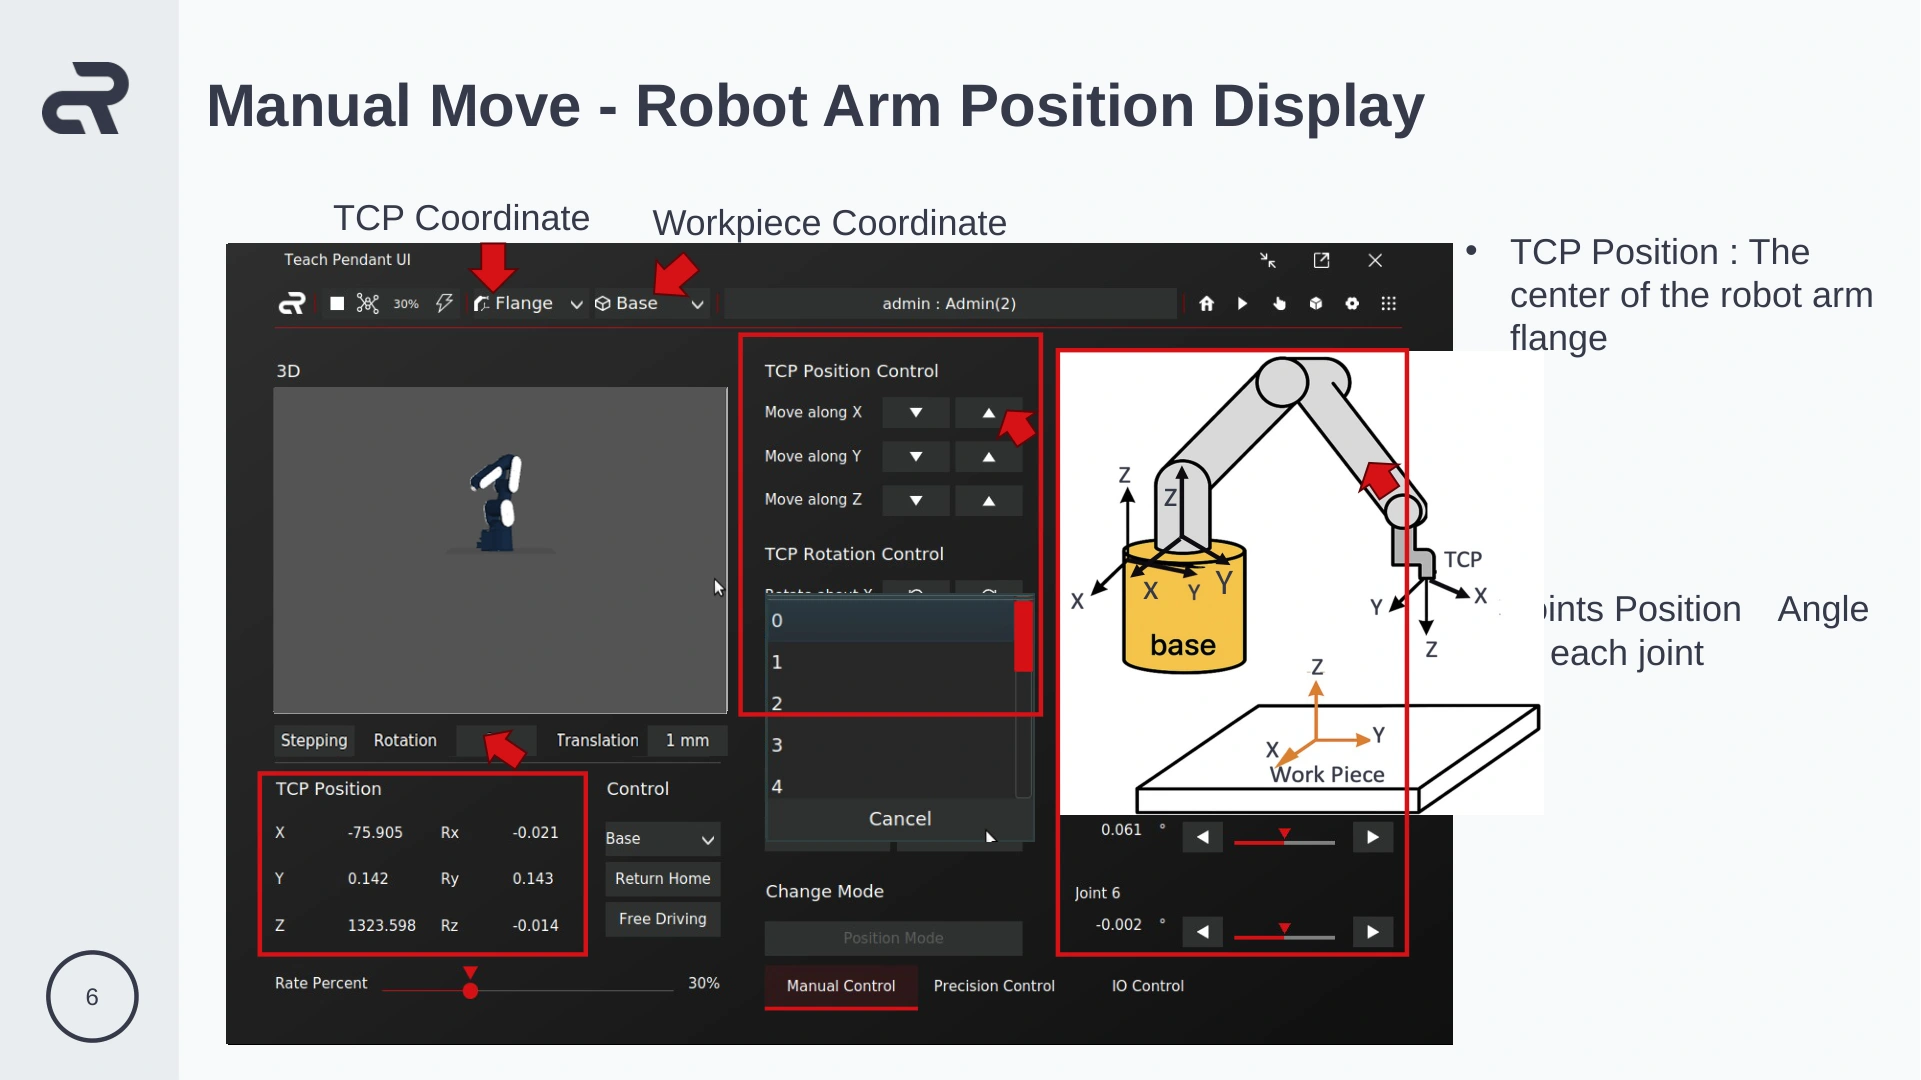 Manual Move - Robot Arm Position Display
TCP Coordinate
Workpiece Coordinate
Teach Pendant UI
30%
Flange
Base
admin : Admin(2)
3D
Stepping
Rotation
Translation
1 mm
TCP Position
X -75.905 Rx -0.021
Y 0.142 Ry 0.143
Z 1323.598 Rz -0.014
Control
Base
Return Home
Free Driving
Rate Percent
30%
TCP Position Control
Move along X
Move along Y
Move along Z
TCP Rotation Control
0
1
2
3
4
Cancel
Change Mode
Position Mode
Manual Control
Precision Control
IO Control
Z
Z
X
X
Y
Y
base
TCP
X
Y
Z
Z
Y
X
Work Piece
0.061 °
Joint 6
-0.002 °
• TCP Position : The
center of the robot arm
flange
Position Angle
each joint
6